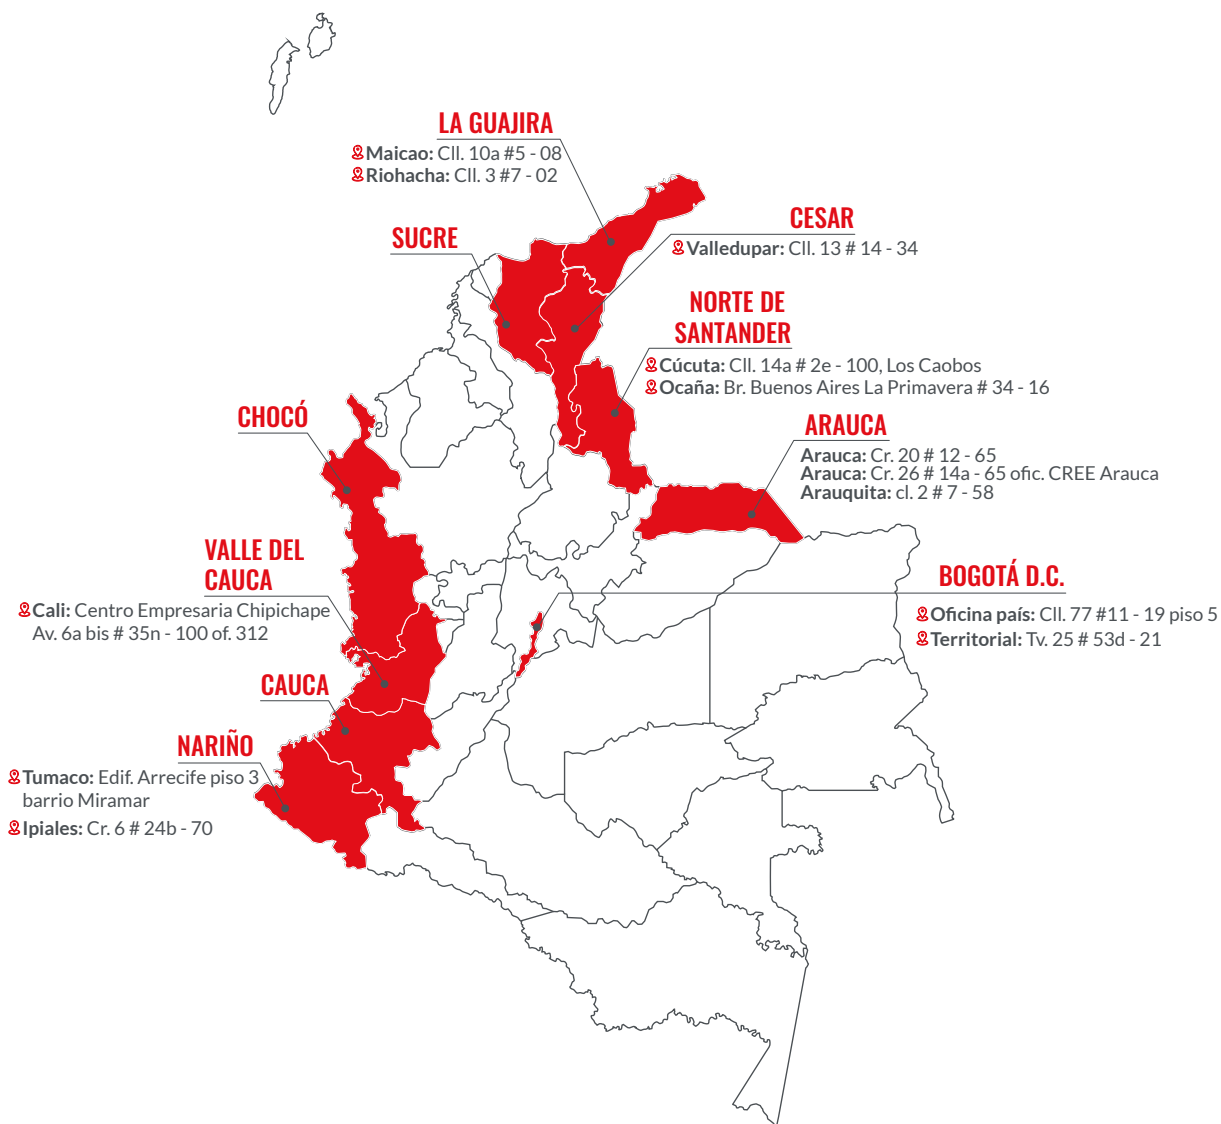 LA GUAJIRA
Maicao: Cll. 10a #5 - 08
Riohacha: Cll. 3 #7 - 02
CESAR
Valledupar: Cll. 13 # 14 - 34
SUCRE
NORTE DE
SANTANDER
Cúcuta: Cll. 14a # 2e - 100, Los Caobos
Ocaña: Br. Buenos Aires La Primavera # 34 - 16
CHOCÓ
ARAUCA
Arauca: Cr. 20 # 12 - 65
Arauca: Cr. 26 # 14a - 65 ofic. CREE Arauca
Arauquita: cl. 2 # 7 - 58
VALLE DEL
CAUCA
Cali: Centro Empresaria Chipichape
Av. 6a bis # 35n - 100 of. 312
BOGOTÁ D.C.
Oficina país: Cll. 77 #11 - 19 piso 5
Territorial: Tv. 25 # 53d - 21
CAUCA
NARIÑO
Tumaco: Edif. Arrecife piso 3
barrio Miramar
Ipiales: Cr. 6 # 24b - 70